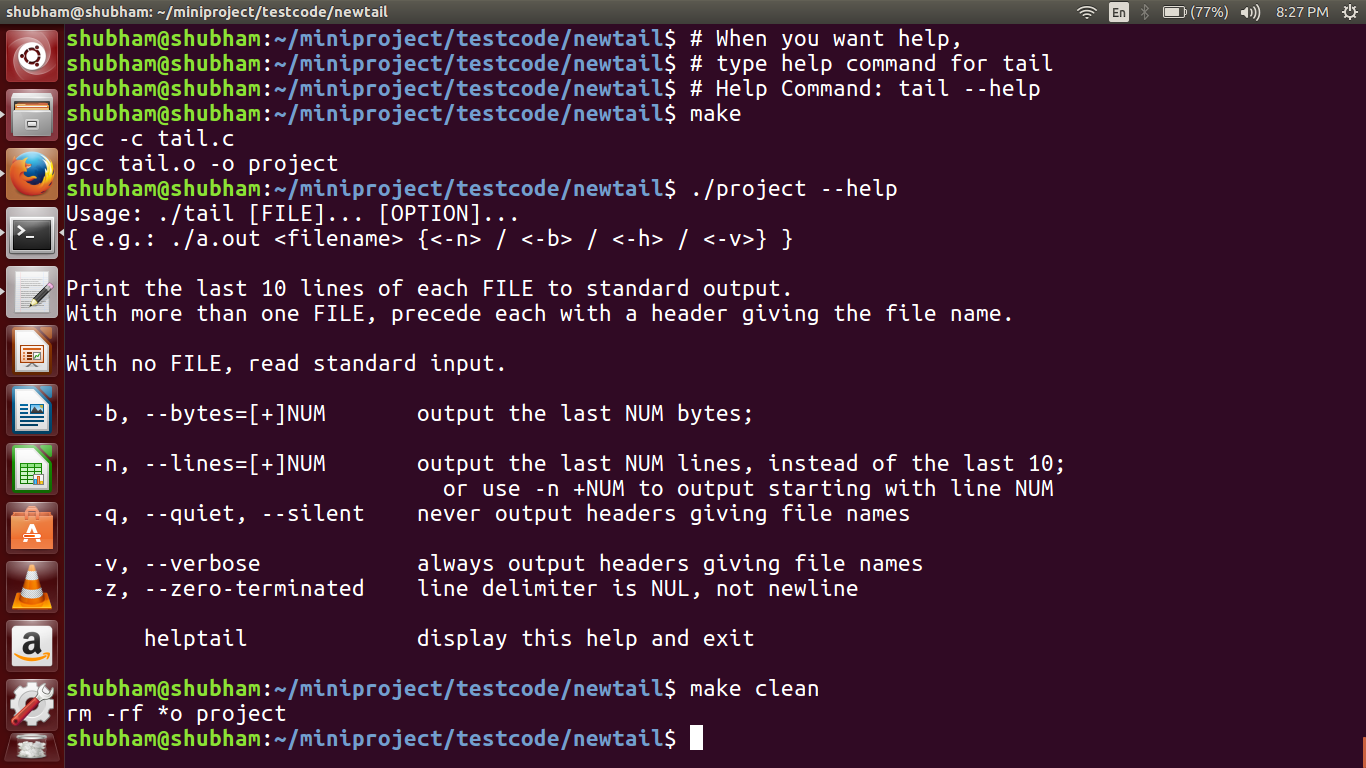 shubham@shubham: ~/miniproject/testcode/newtail
En
(77%)
8:27 PM
shubham@shubham:~/miniproject/testcode/newtail$ # When you want help,
shubham@shubham:~/miniproject/testcode/newtail$ # type help command for tail
shubham@shubham:~/miniproject/testcode/newtail$ # Help Command: tail --help
shubham@shubham:~/miniproject/testcode/newtail$ make
gcc -c tail.c
gcc tail.o -o project
shubham@shubham:~/miniproject/testcode/newtail$ ./project --help
Usage: ./tail [FILE]... [OPTION]...
{ e.g.: ./a.out <filename> {<-n> / <-b> / <-h> / <-v>} }
Print the last 10 lines of each FILE to standard output.
With more than one FILE, precede each with a header giving the file name.
With no FILE, read standard input.
-b, --bytes=[+]NUM       output the last NUM bytes;
-n, --lines=[+]NUM       output the last NUM lines, instead of the last 10;
or use -n +NUM to output starting with line NUM
-q, --quiet, --silent    never output headers giving file names
-v, --verbose            always output headers giving file names
-z, --zero-terminated    line delimiter is NUL, not newline
helptail             display this help and exit
shubham@shubham:~/miniproject/testcode/newtail$ make clean
rm -rf *o project
shubham@shubham:~/miniproject/testcode/newtail$